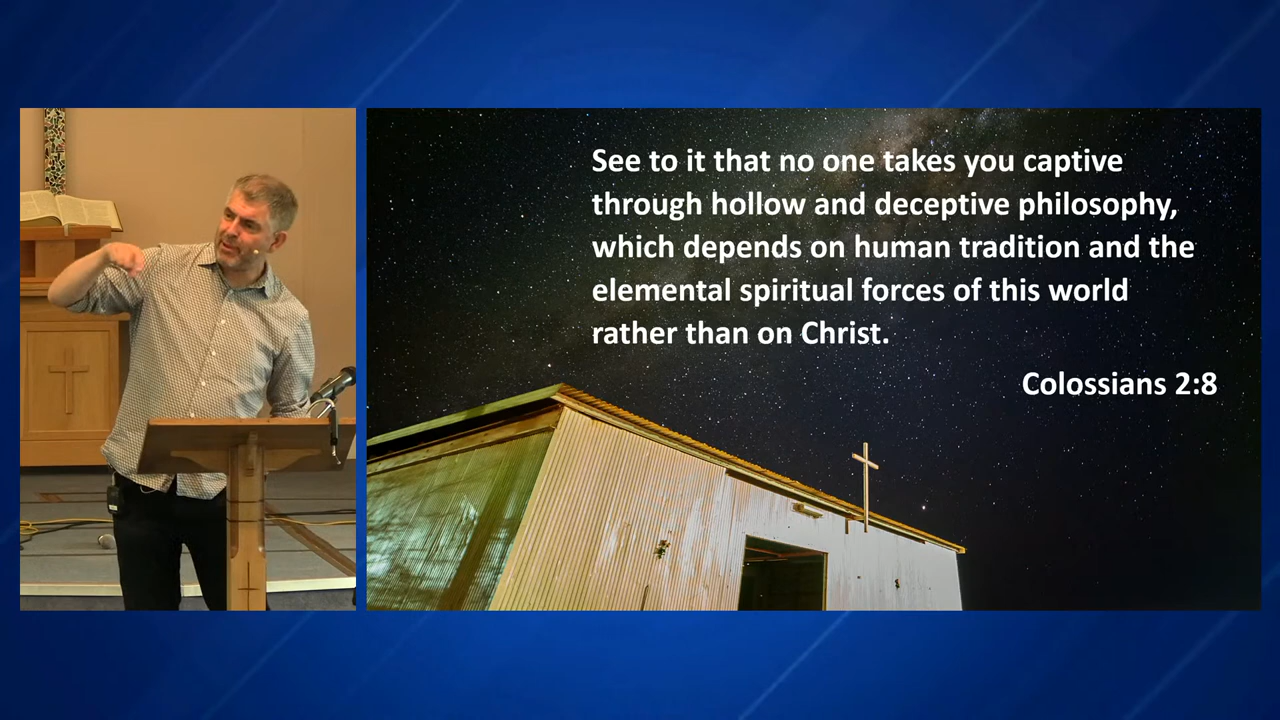 See to it that no one takes you captive
through hollow and deceptive philosophy,
which depends on human tradition and the
elemental spiritual forces of this world
rather than on Christ.
Colossians 2:8